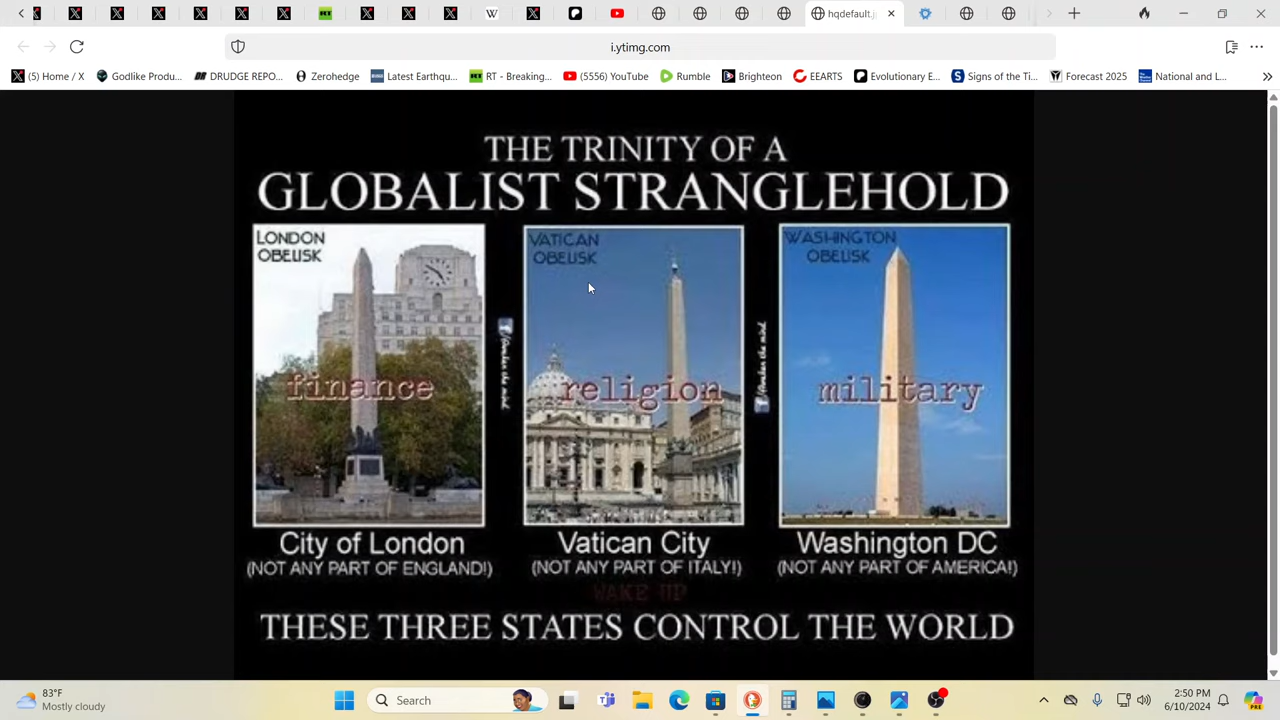 hqdefault.j
i.ytimg.com
(5) Home / X
Godlike Produ...
DRUDGE REPO...
Zerohedge
Latest Earthqu...
RT - Breaking...
(5556) YouTube
Rumble
Brighteon
EEARTS
Evolutionary E...
Signs of the Ti...
Forecast 2025
National and L...
THE TRINITY OF A
GLOBALIST STRANGLEHOLD
LONDON
OBELISK
VATICAN
OBELISK
WASHINGTON
OBELISK
finance
religion
military
City of London
(NOT ANY PART OF ENGLAND!)
Vatican City
(NOT ANY PART OF ITALY!)
Washington DC
(NOT ANY PART OF AMERICA!)
WAKE UP
THESE THREE STATES CONTROL THE WORLD
83°F
Mostly cloudy
Search
2:50 PM
6/10/2024